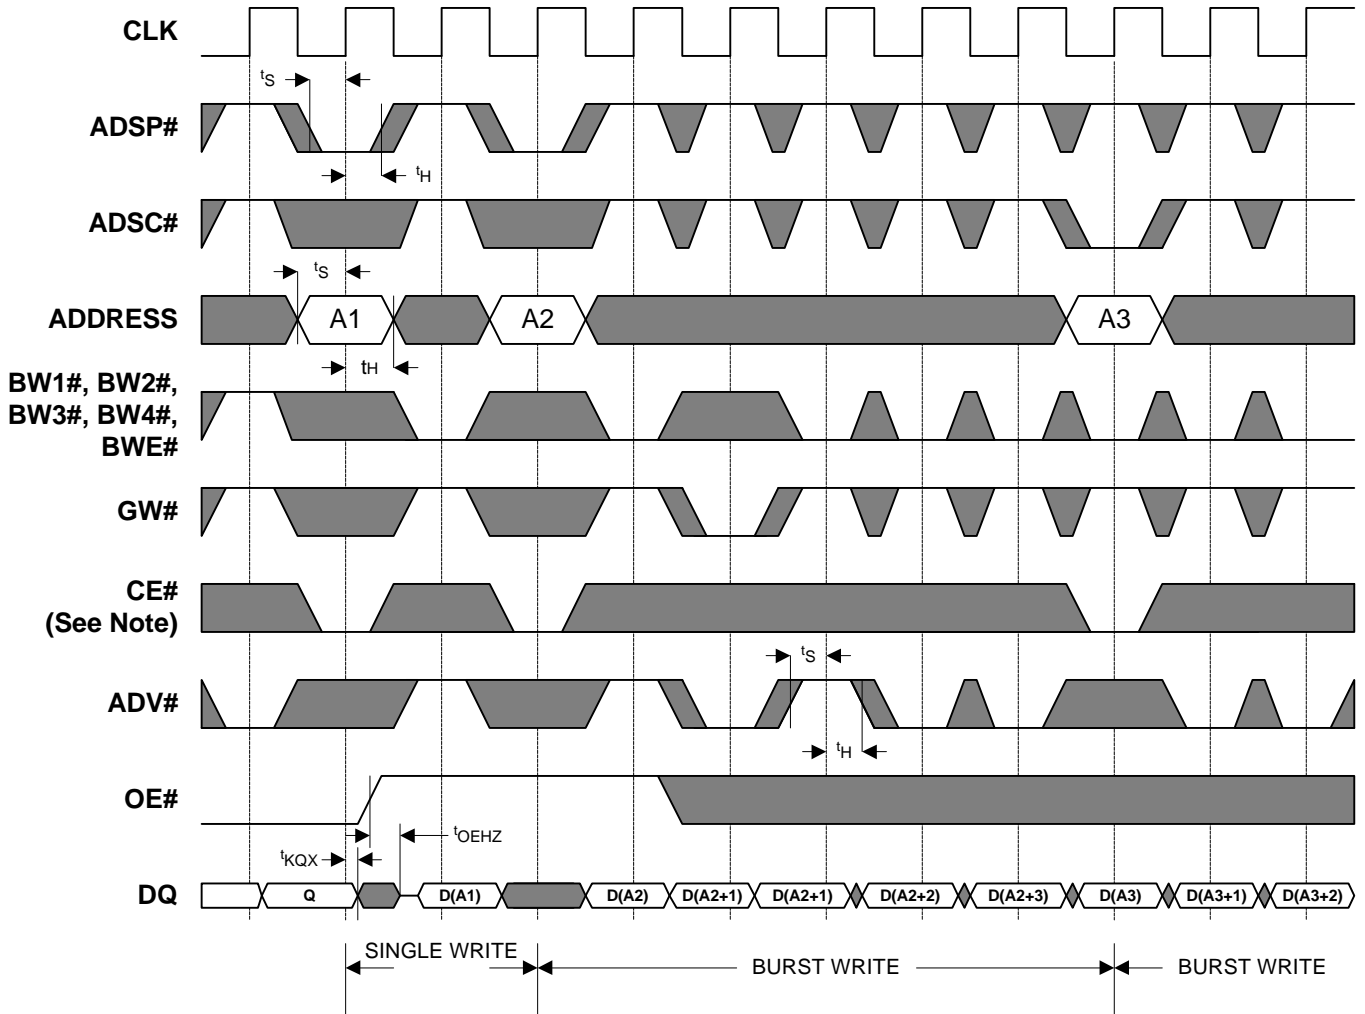 CLK
tS
ADSP#
tH
ADSC#
tS
ADDRESS A1 A2 A3
tH
BW1#, BW2#,
BW3#, BW4#,
BWE#
GW#
CE#
(See Note)
tS
ADV#
tH
OE#
tOEHZ
tKQX
DQ Q D(A1) D(A2) D(A2+1) D(A2+1) D(A2+2) D(A2+3) D(A3) D(A3+1) D(A3+2)
SINGLE WRITE BURST WRITE BURST WRITE